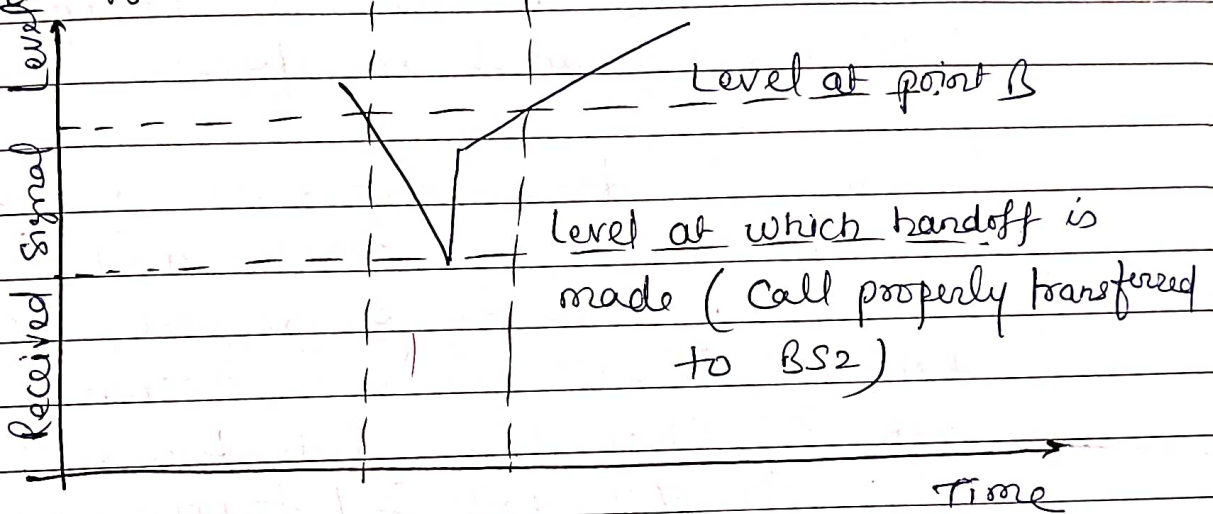 Received Signal Level
Level at point B
Level at which handoff is
made ( Call properly transferred
to BS2)
Time